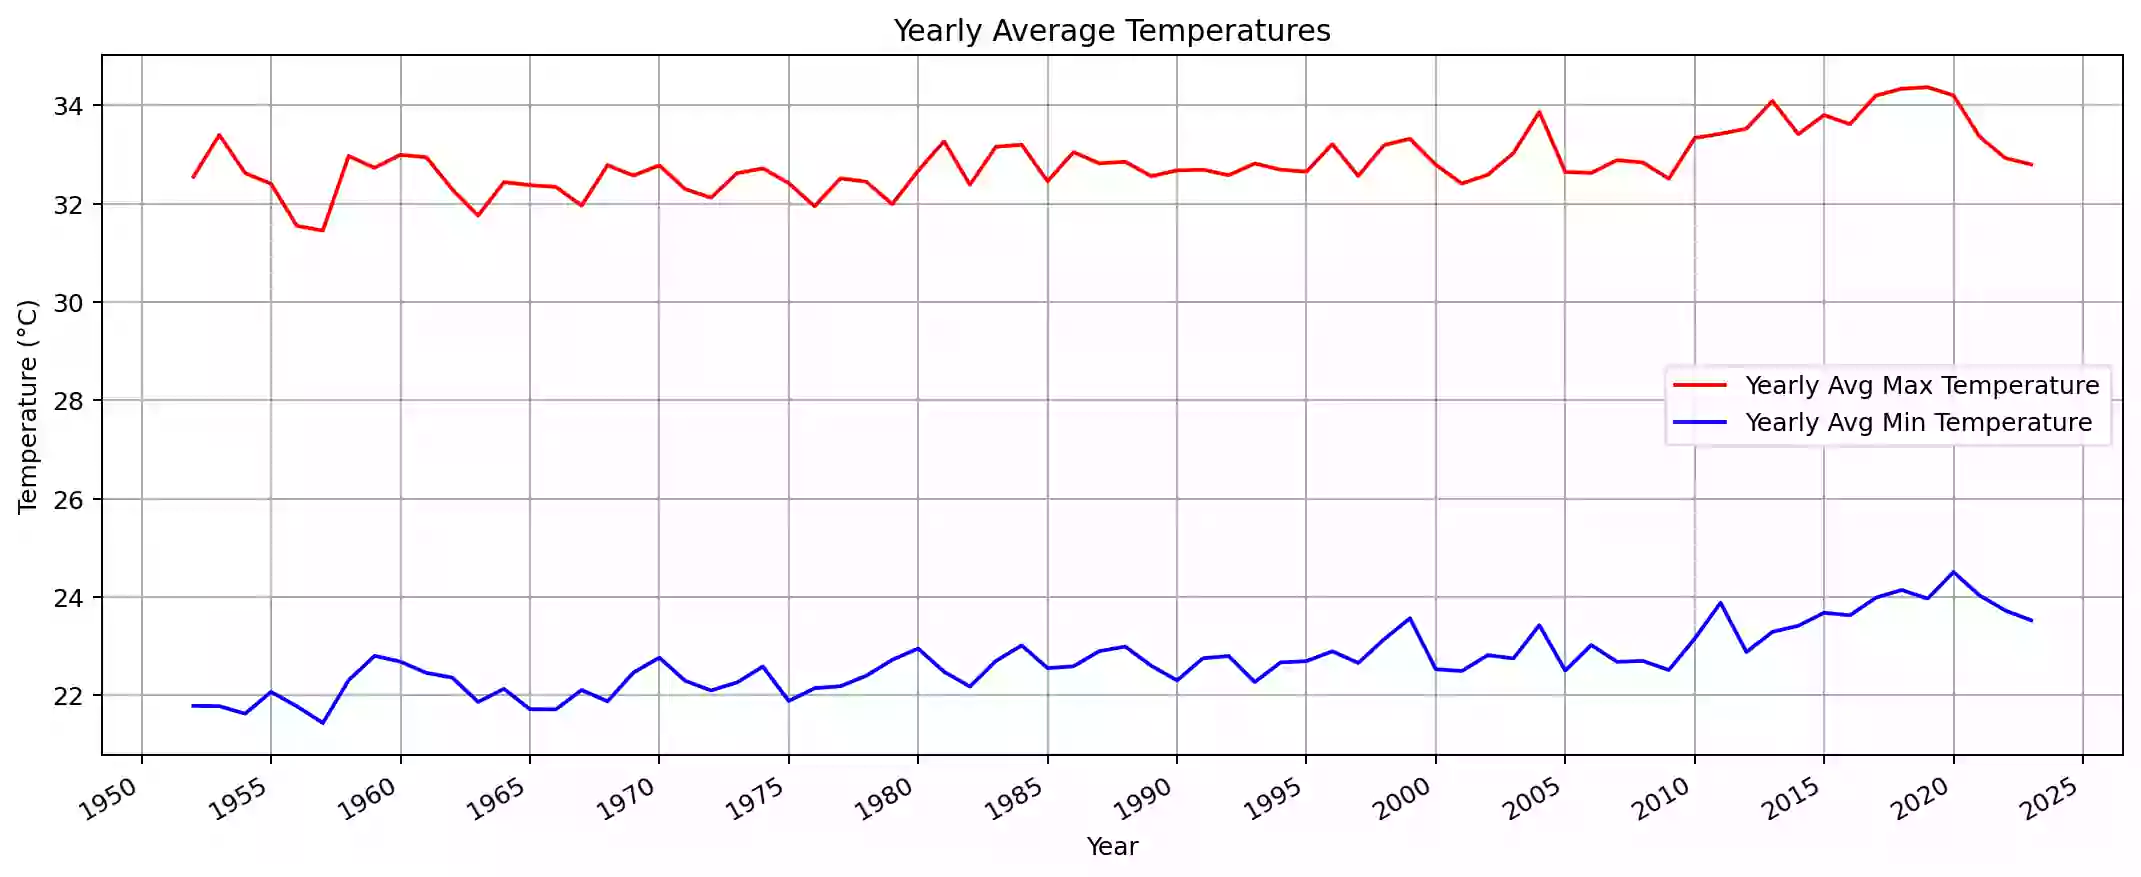 Yearly Average Temperatures
Temperature (°C)
34
32
30
28
26
24
22
Yearly Avg Max Temperature
Yearly Avg Min Temperature
1950 1955 1960 1965 1970 1975 1980 1985 1990 1995 2000 2005 2010 2015 2020 2025
Year